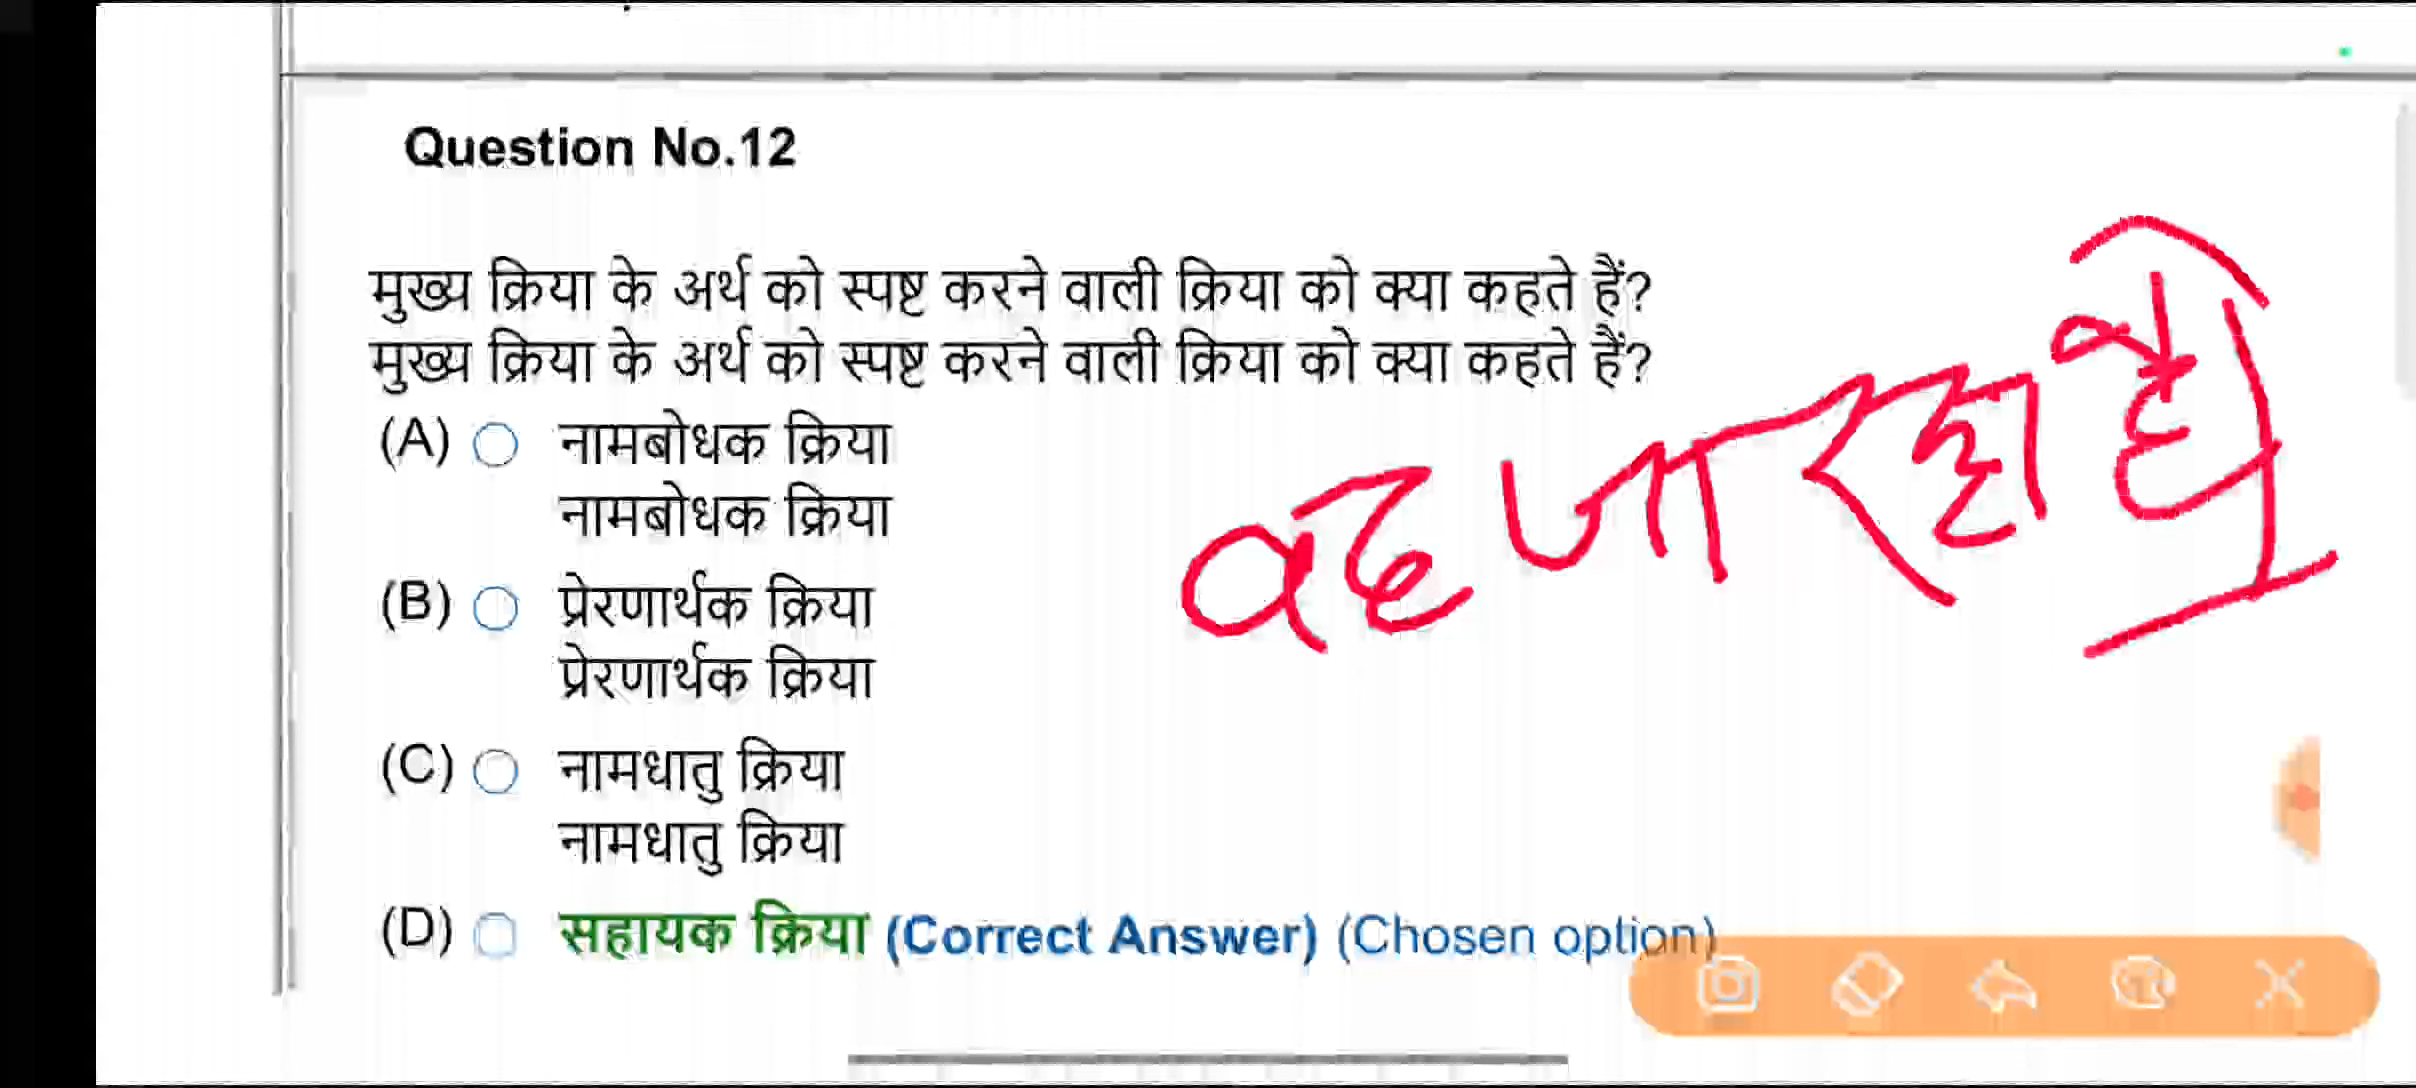 Question No.12
मुख्य क्रिया के अर्थ को स्पष्ट करने वाली क्रिया को क्या कहते हैं?
मुख्य क्रिया के अर्थ को स्पष्ट करने वाली क्रिया को क्या कहते हैं?
(A) नामबोधक क्रिया
नामबोधक क्रिया
(B) प्रेरणार्थक क्रिया
प्रेरणार्थक क्रिया
(C) नामधातु क्रिया
नामधातु क्रिया
(D) सहायक क्रिया (Correct Answer) (Chosen option)
वह जा रहा है